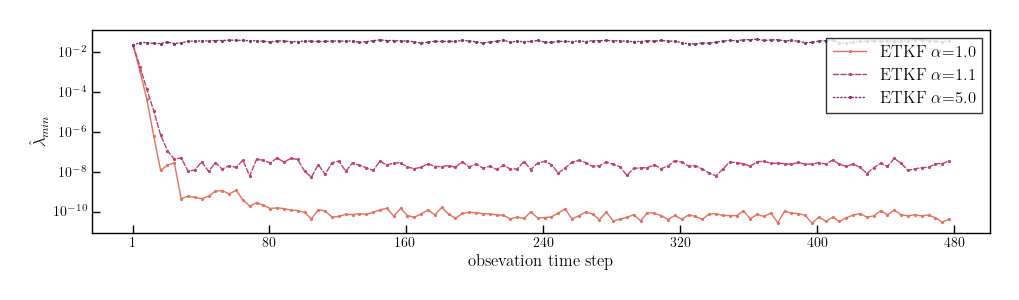 10⁻²
10⁻⁴
10⁻⁶
10⁻⁸
10⁻¹⁰
λ̂_min
ETKF α=1.0
ETKF α=1.1
ETKF α=5.0
1 80 160 240 320 400 480
obsevation time step